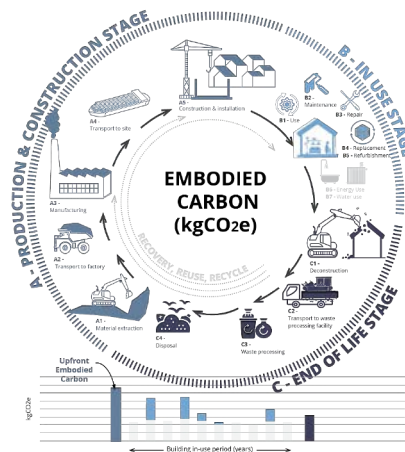 A - PRODUCTION & CONSTRUCTION STAGE
B - IN USE STAGE
C - END OF LIFE STAGE
A5 -
Construction & installation
A4 -
Transport to site
A3 -
Manufacturing
A2 -
Transport to factory
A1 -
Material extraction
B1 - Use
B2 -
Maintenance
B3 - Repair
B4 - Replacement
B5 - Refurbishment
B6 - Energy Use
B7 - Water use
C1 -
Deconstruction
C2 -
Transport to waste
processing facility
C3 -
Waste processing
C4 -
Disposal
EMBODIED
CARBON
(kgCO2e)
RECOVERY, REUSE, RECYCLE
Upfront
Embodied
Carbon
kgCO2e
Building in-use period (years)